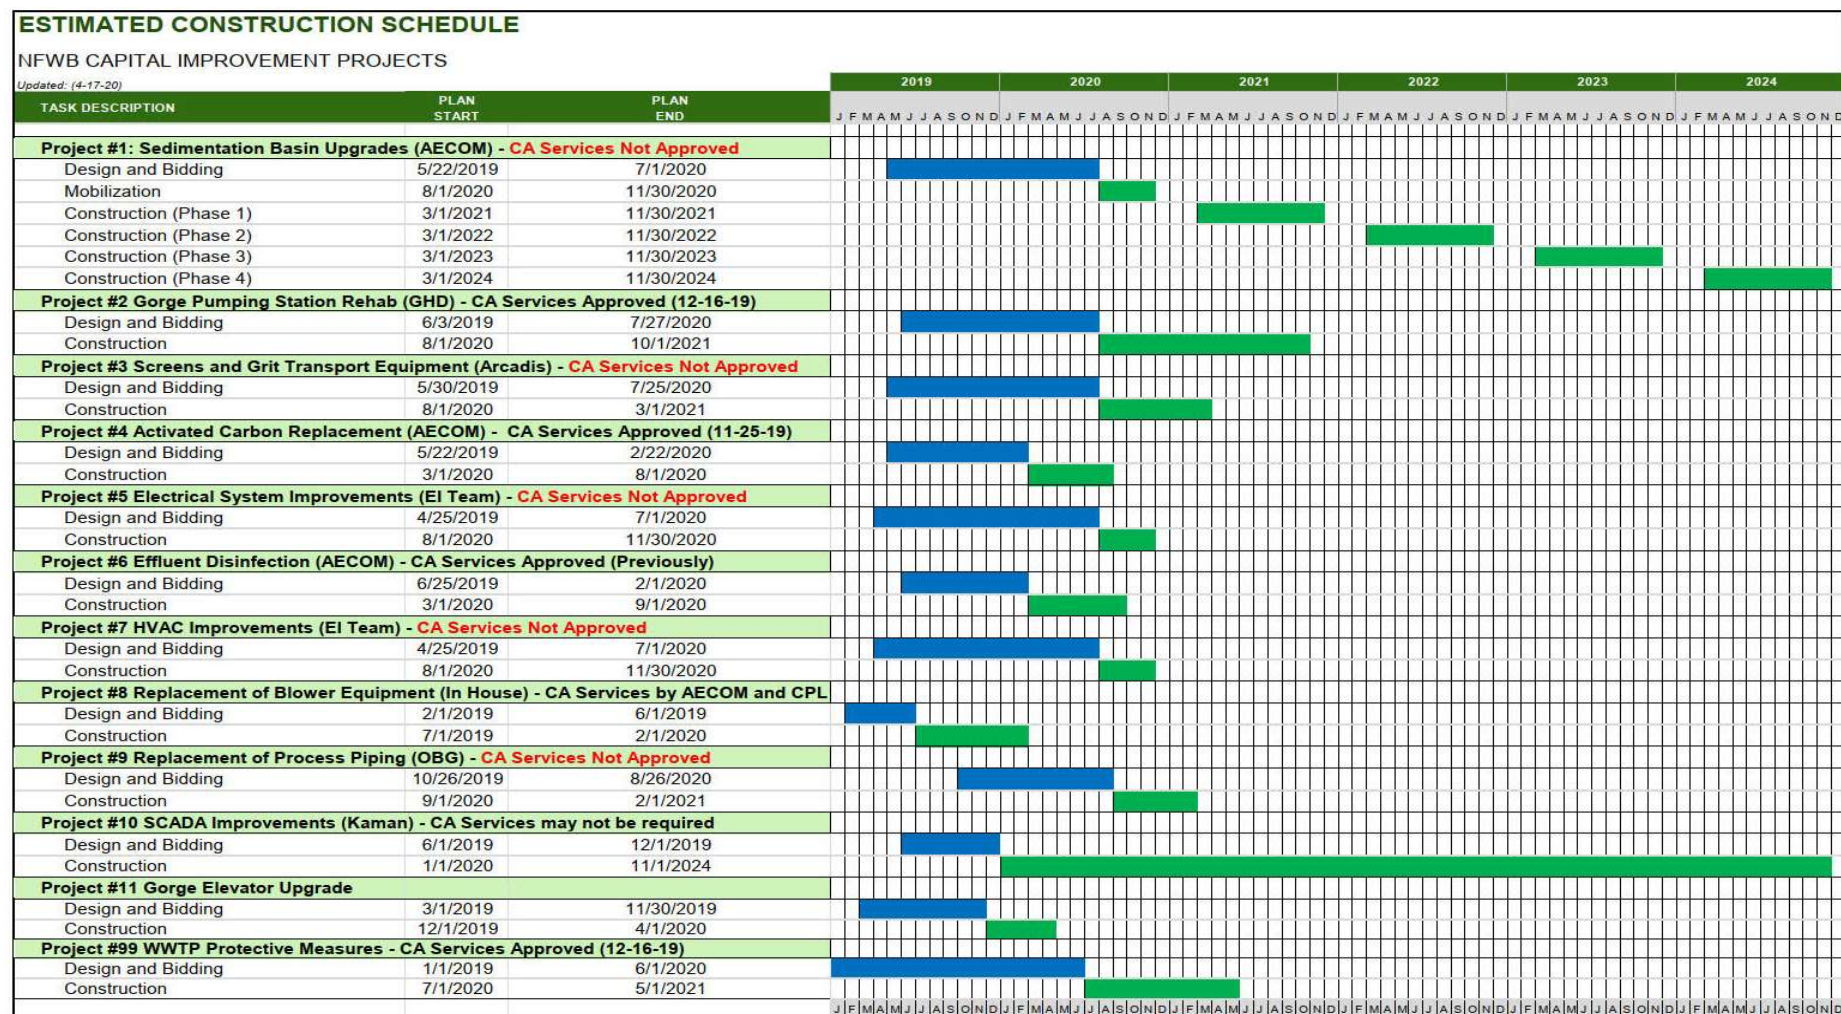 ESTIMATED CONSTRUCTION SCHEDULE
NFWB CAPITAL IMPROVEMENT PROJECTS
Updated: (4-17-20)
2019 2020 2021 2022 2023 2024
TASK DESCRIPTION PLAN START PLAN END
J F M A M J J A S O N D J F M A M J J A S O N D J F M A M J J A S O N D J F M A M J J A S O N D J F M A M J J A S O N D J F M A M J J A S O N D
Project #1: Sedimentation Basin Upgrades (AECOM) - CA Services Not Approved
Design and Bidding 5/22/2019 7/1/2020
Mobilization 8/1/2020 11/30/2020
Construction (Phase 1) 3/1/2021 11/30/2021
Construction (Phase 2) 3/1/2022 11/30/2022
Construction (Phase 3) 3/1/2023 11/30/2023
Construction (Phase 4) 3/1/2024 11/30/2024
Project #2 Gorge Pumping Station Rehab (GHD) - CA Services Approved (12-16-19)
Design and Bidding 6/3/2019 7/27/2020
Construction 8/1/2020 10/1/2021
Project #3 Screens and Grit Transport Equipment (Arcadis) - CA Services Not Approved
Design and Bidding 5/30/2019 7/25/2020
Construction 8/1/2020 3/1/2021
Project #4 Activated Carbon Replacement (AECOM) - CA Services Approved (11-25-19)
Design and Bidding 5/22/2019 2/22/2020
Construction 3/1/2020 8/1/2020
Project #5 Electrical System Improvements (EI Team) - CA Services Not Approved
Design and Bidding 4/25/2019 7/1/2020
Construction 8/1/2020 11/30/2020
Project #6 Effluent Disinfection (AECOM) - CA Services Approved (Previously)
Design and Bidding 6/25/2019 2/1/2020
Construction 3/1/2020 9/1/2020
Project #7 HVAC Improvements (EI Team) - CA Services Not Approved
Design and Bidding 4/25/2019 7/1/2020
Construction 8/1/2020 11/30/2020
Project #8 Replacement of Blower Equipment (In House) - CA Services by AECOM and CPL
Design and Bidding 2/1/2019 6/1/2019
Construction 7/1/2019 2/1/2020
Project #9 Replacement of Process Piping (OBG) - CA Services Not Approved
Design and Bidding 10/26/2019 8/26/2020
Construction 9/1/2020 2/1/2021
Project #10 SCADA Improvements (Kaman) - CA Services may not be required
Design and Bidding 6/1/2019 12/1/2019
Construction 1/1/2020 11/1/2024
Project #11 Gorge Elevator Upgrade
Design and Bidding 3/1/2019 11/30/2019
Construction 12/1/2019 4/1/2020
Project #99 WWTP Protective Measures - CA Services Approved (12-16-19)
Design and Bidding 1/1/2019 6/1/2020
Construction 7/1/2020 5/1/2021
J F M A M J J A S O N D J F M A M J J A S O N D J F M A M J J A S O N D J F M A M J J A S O N D J F M A M J J A S O N D J F M A M J J A S O N D